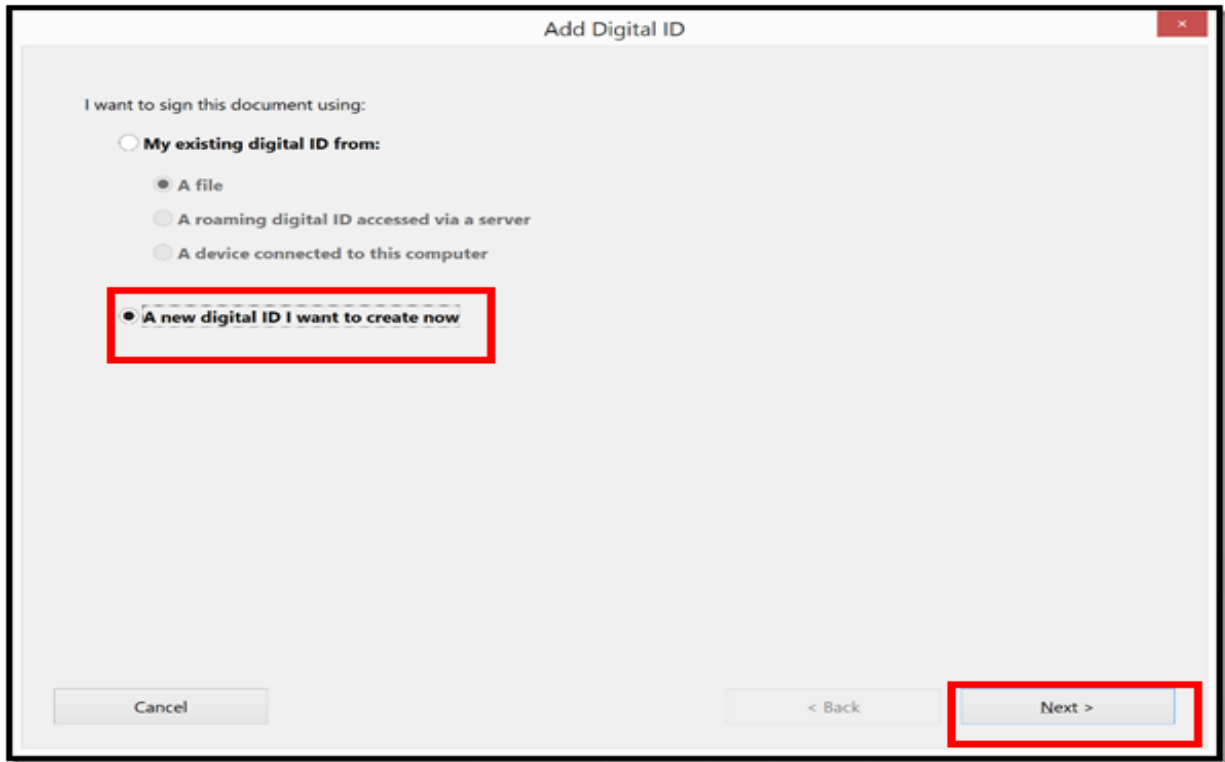 Add Digital ID
×
I want to sign this document using:
My existing digital ID from:
A file
A roaming digital ID accessed via a server
A device connected to this computer
A new digital ID I want to create now
Cancel
< Back
Next >